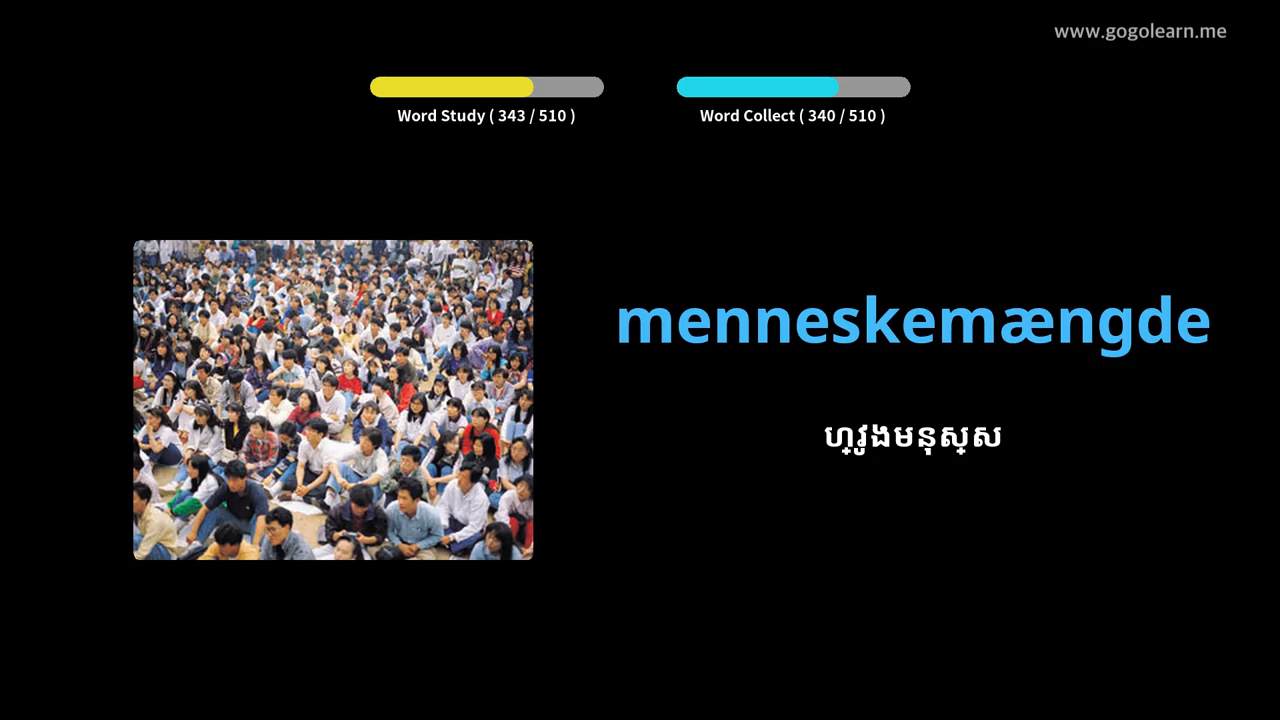 www.gogolearn.me
Word Study ( 343 / 510 )
Word Collect ( 340 / 510 )
menneskemængde
ហ្វូងមនុស្ស